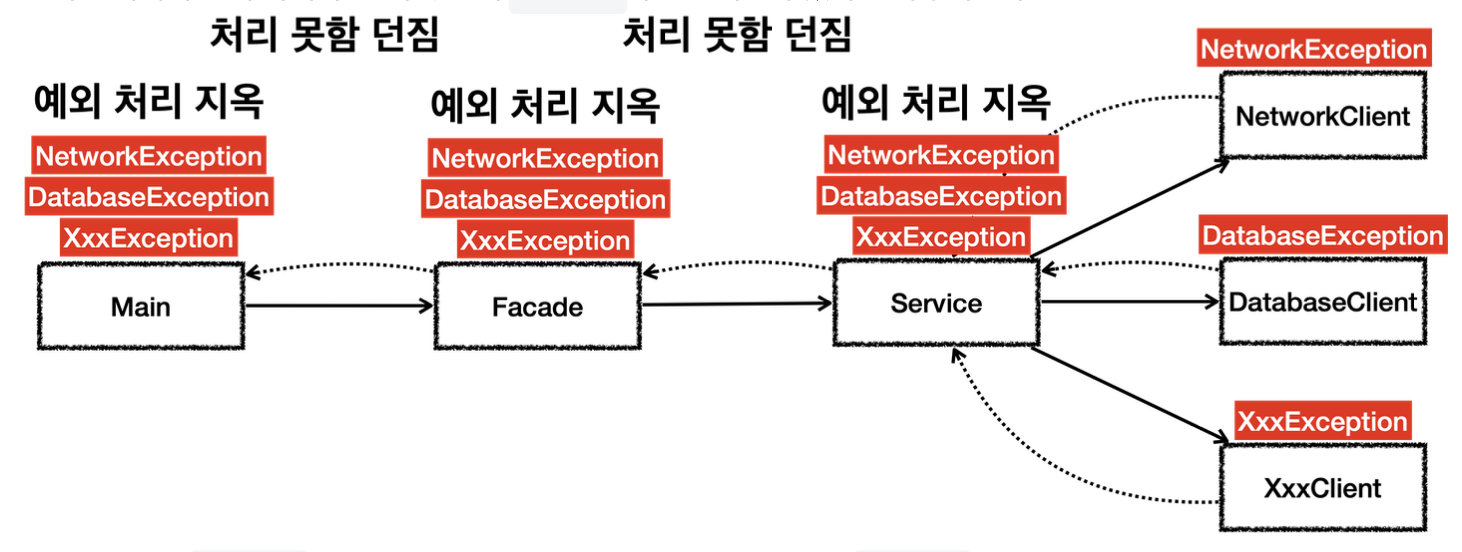 처리 못함 던짐
처리 못함 던짐
예외 처리 지옥
NetworkException
DatabaseException
XxxException
Main
예외 처리 지옥
NetworkException
DatabaseException
XxxException
Facade
예외 처리 지옥
NetworkException
DatabaseException
XxxException
Service
NetworkException
NetworkClient
DatabaseException
DatabaseClient
XxxException
XxxClient